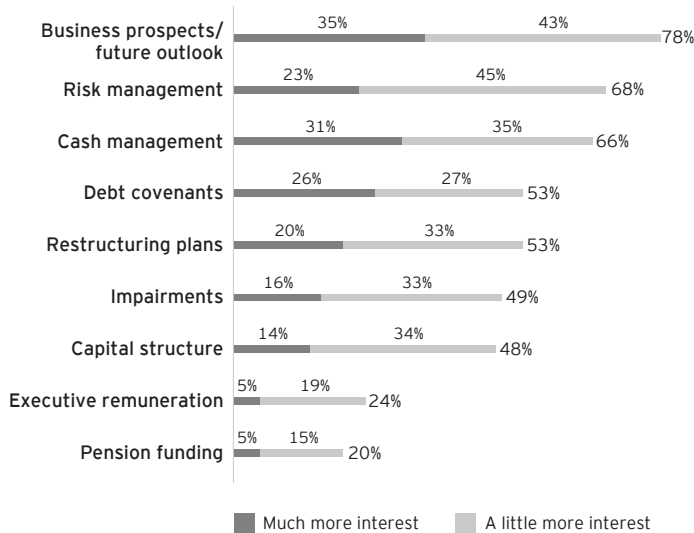 35% 43%
Business prospects/
future outlook
78%
23% 45%
Risk management 68%
31% 35%
Cash management 66%
26% 27%
Debt covenants 53%
20% 33%
Restructuring plans 53%
16% 33%
Impairments 49%
14% 34%
Capital structure 48%
5% 19%
Executive remuneration 24%
5% 15%
Pension funding 20%
Much more interest A little more interest